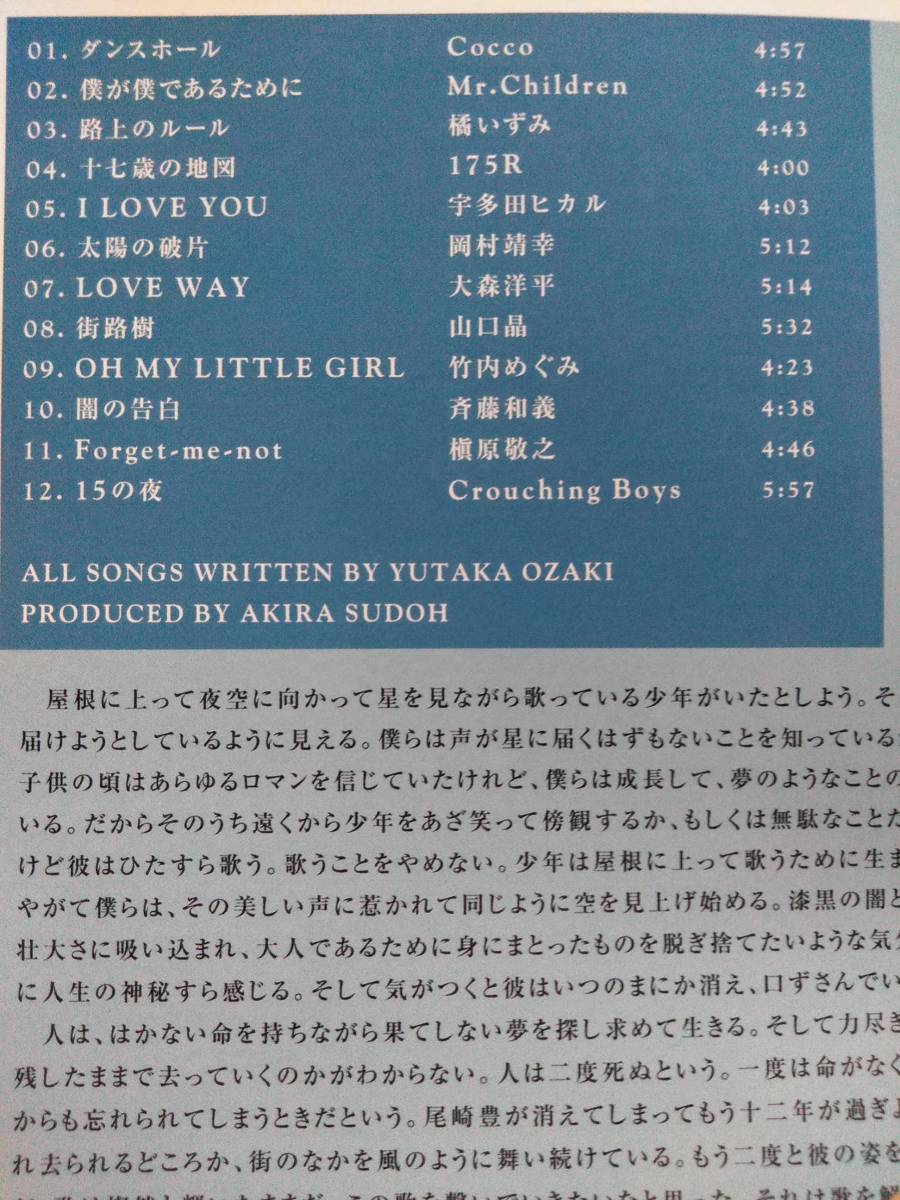 01. ダンスホール Cocco 4:57
02. 僕が僕であるために Mr.Children 4:52
03. 路上のルール 橘いずみ 4:43
04. 十七歳の地図 175R 4:00
05. I LOVE YOU 宇多田ヒカル 4:03
06. 太陽の破片 岡村靖幸 5:12
07. LOVE WAY 大森洋平 5:14
08. 街路樹 山口晶 5:32
09. OH MY LITTLE GIRL 竹内めぐみ 4:23
10. 闇の告白 斉藤和義 4:38
11. Forget-me-not 槇原敬之 4:46
12. 15の夜 Crouching Boys 5:57
ALL SONGS WRITTEN BY YUTAKA OZAKI
PRODUCED BY AKIRA SUDOH
屋根に上って夜空に向かって星を見ながら歌っている少年がいたとしよう。そ
届けようとしているように見える。僕らは声が星に届くはずもないことを知っている
子供の頃はあらゆるロマンを信じていたけれど、僕らは成長して、夢のようなことの
いる。だからそのうち遠くから少年をあざ笑って傍観するか、もしくは無駄なことだ
けど彼はひたすら歌う。歌うことをやめない。少年は屋根に上って歌うために生ま
やがて僕らは、その美しい声に惹かれて同じように空を見上げ始める。漆黒の闇と
壮大さに吸い込まれ、大人であるために身にまとったものを脱ぎ捨てたいような気分
に人生の神秘すら感じる。そして気がつくと彼はいつのまにか消え、口ずさんでい
人は、はかない命を持ちながら果てしない夢を探し求めて生きる。そして力尽き
残したままで去っていくのかがわからない。人は二度死ぬという。一度は命がなく
からも忘れられてしまうときだという。尾崎豊が消えてしまってもう十二年が過ぎよ
れ去られるどころか、街のなかを風のように舞い続けている。もう二度と彼の姿を